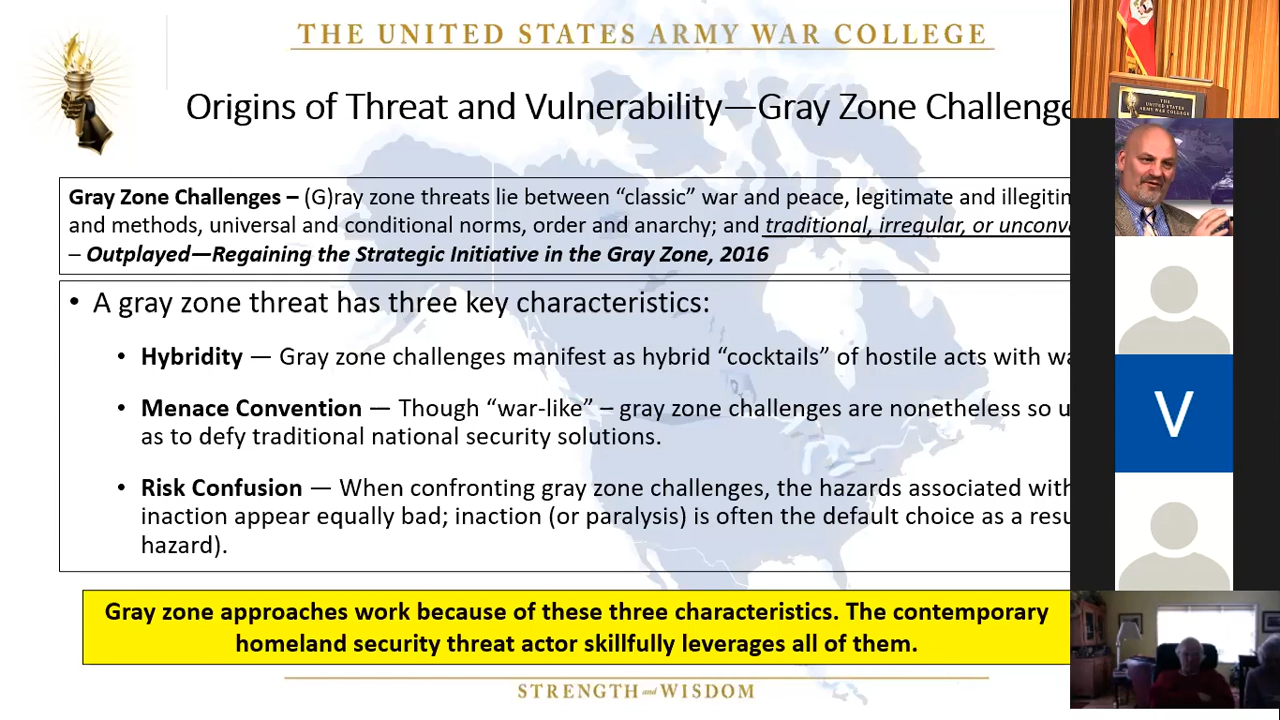 THE UNITED STATES ARMY WAR COLLEGE
Origins of Threat and Vulnerability—Gray Zone Challenge
Gray Zone Challenges – (G)ray zone threats lie between “classic” war and peace, legitimate and illegitim
and methods, universal and conditional norms, order and anarchy; and traditional, irregular, or unconv
– Outplayed—Regaining the Strategic Initiative in the Gray Zone, 2016
• A gray zone threat has three key characteristics:
• Hybridity — Gray zone challenges manifest as hybrid “cocktails” of hostile acts with wa
• Menace Convention — Though “war-like” – gray zone challenges are nonetheless so u
as to defy traditional national security solutions.
• Risk Confusion — When confronting gray zone challenges, the hazards associated with
inaction appear equally bad; inaction (or paralysis) is often the default choice as a resu
hazard).
Gray zone approaches work because of these three characteristics. The contemporary
homeland security threat actor skillfully leverages all of them.
STRENGTH and WISDOM
THE
UNITED STATES
ARMY WAR COLLEGE
V